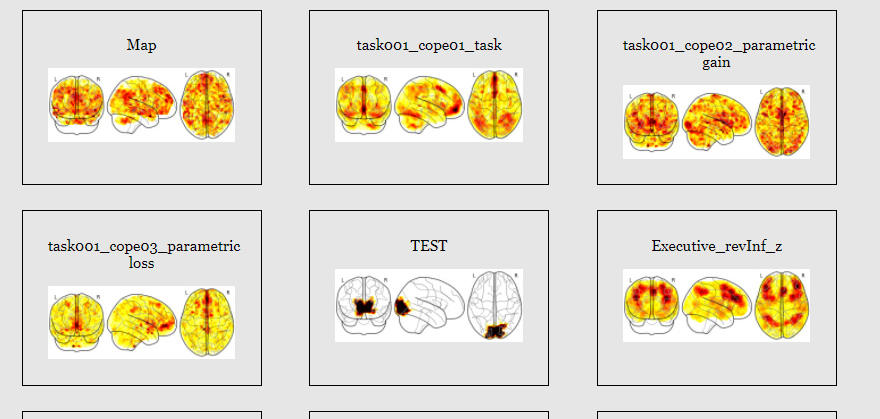 Map
L R
task001_cope01_task
L R
task001_cope02_parametric
gain
L R
task001_cope03_parametric
loss
L R
TEST
L R
Executive_revInf_z
L R